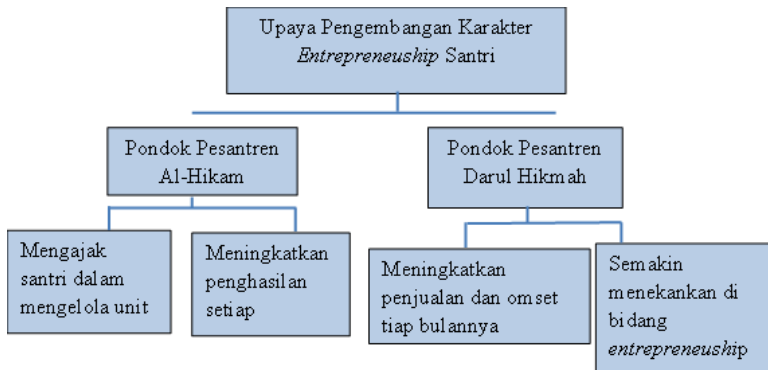 Upaya Pengembangan Karakter
Entrepreneuship Santri
Pondok Pesantren
Al-Hikam
Pondok Pesantren
Darul Hikmah
Mengajak
santri dalam
mengelola unit
Meningkatkan
penghasilan
setiap
Meningkatkan
penjualan dan omset
tiap bulannya
Semakin
menekankan di
bidang
entrepreneuship